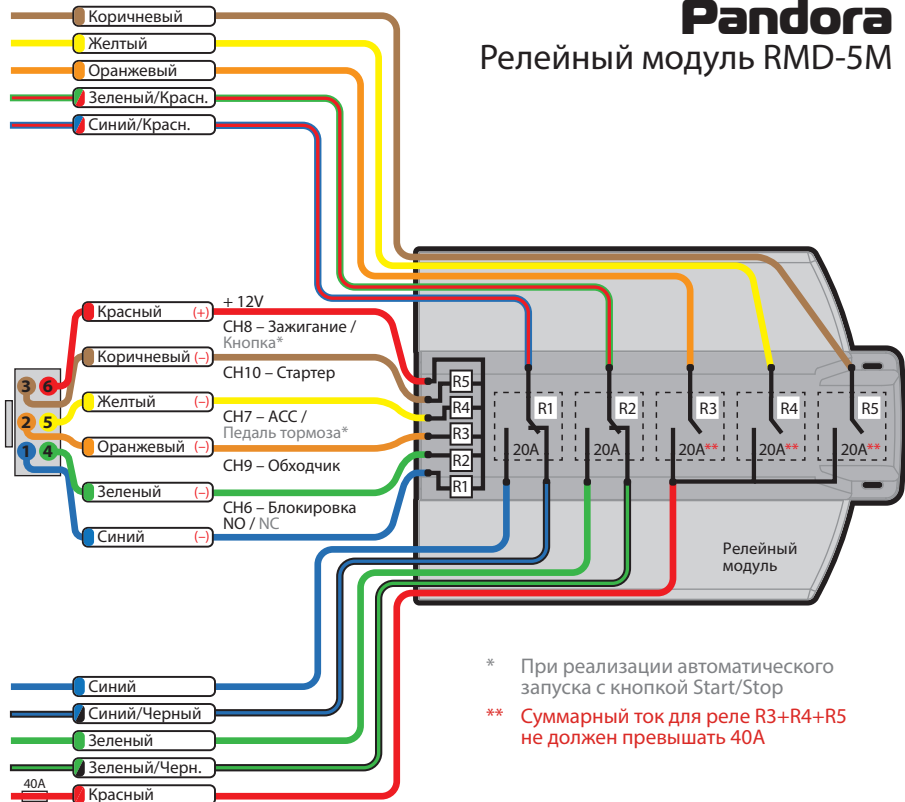 Pandora
Релейный модуль RMD-5M
Коричневый
Желтый
Оранжевый
Зеленый/Красн.
Синий/Красн.
Красный (+)
+ 12V
CH8 – Зажигание /
Кнопка*
Коричневый (–)
CH10 – Стартер
Желтый (–)
CH7 – ACC /
Педаль тормоза*
Оранжевый (–)
CH9 – Обходчик
Зеленый (–)
CH6 – Блокировка
NO / NC
Синий (–)
3 6
2 5
1 4
R5
R4
R3
R2
R1
R1
R2
R3
R4
R5
20A
20A
20A**
20A**
20A**
Релейный
модуль
Синий
Синий/Черный
Зеленый
Зеленый/Черн.
40A
Красный
* При реализации автоматического
запуска с кнопкой Start/Stop
** Суммарный ток для реле R3+R4+R5
не должен превышать 40A